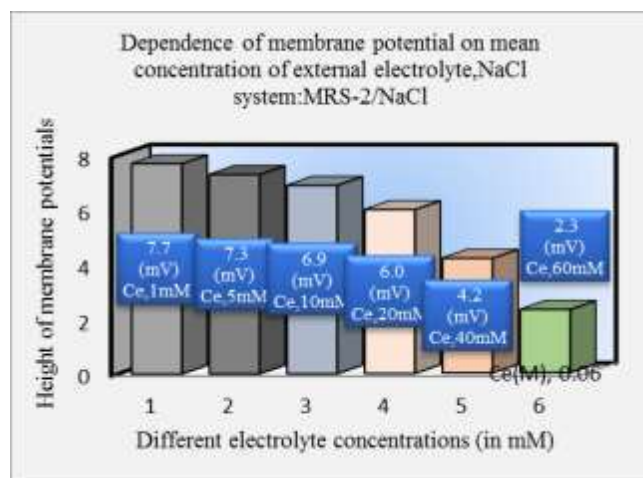 Dependence of membrane potential on mean
concentration of external electrolyte,NaCl
system:MRS-2/NaCl
Height of membrane potentials
8
6
4
2
0
7.7
(mV)
Ce,1mM
7.3
(mV)
Ce,5mM
6.9
(mV)
Ce,10mM
6.0
(mV)
Ce,20mM
4.2
(mV)
Ce,40mM
2.3
(mV)
Ce,60mM
Ce(M), 0.06
1 2 3 4 5 6
Different electrolyte concentrations (in mM)